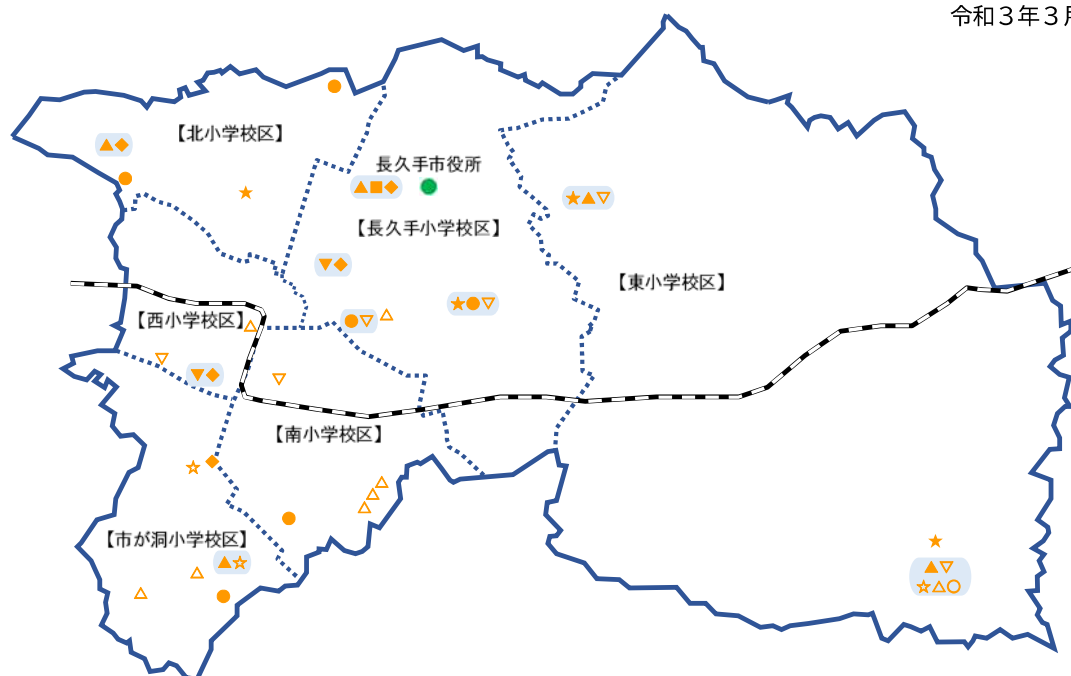 令和３年３月
【北小学校区】
長久手市役所
【長久手小学校区】
【東小学校区】
【西小学校区】
【南小学校区】
【市が洞小学校区】